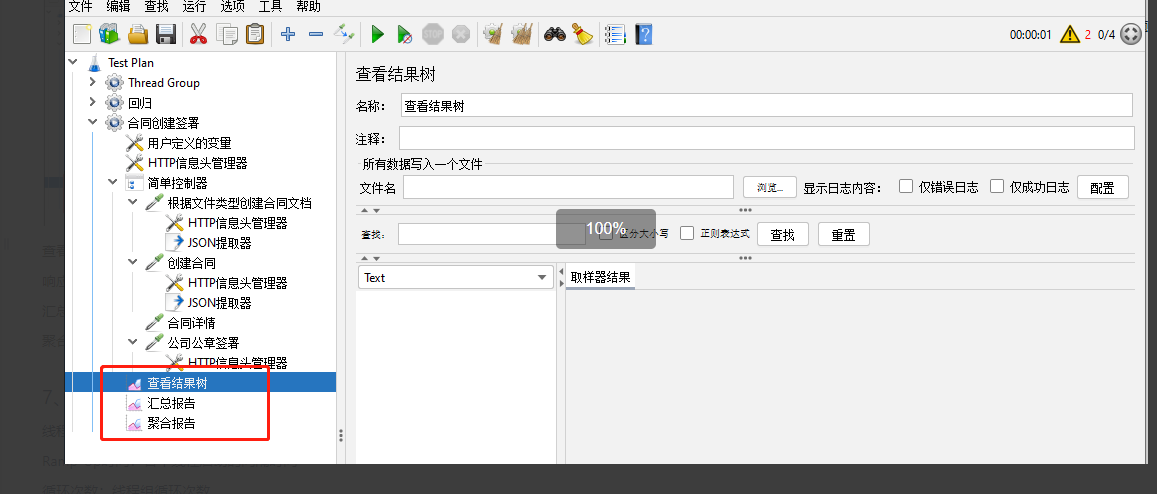 文件 编辑 查找 运行 选项 工具 帮助
STOP
00:00:01 2 0/4
Test Plan
Thread Group
回归
合同创建签署
用户定义的变量
HTTP信息头管理器
简单控制器
根据文件类型创建合同文档
HTTP信息头管理器
JSON提取器
创建合同
HTTP信息头管理器
JSON提取器
合同详情
公司公章签署
HTTP信息头管理器
查看结果树
汇总报告
聚合报告
查看结果树
名称： 查看结果树
注释：
所有数据写入一个文件
文件名 浏览... 显示日志内容： 仅错误日志 仅成功日志 配置
查找： 区分大小写 正则表达式 查找 重置
100%
Text 取样器结果